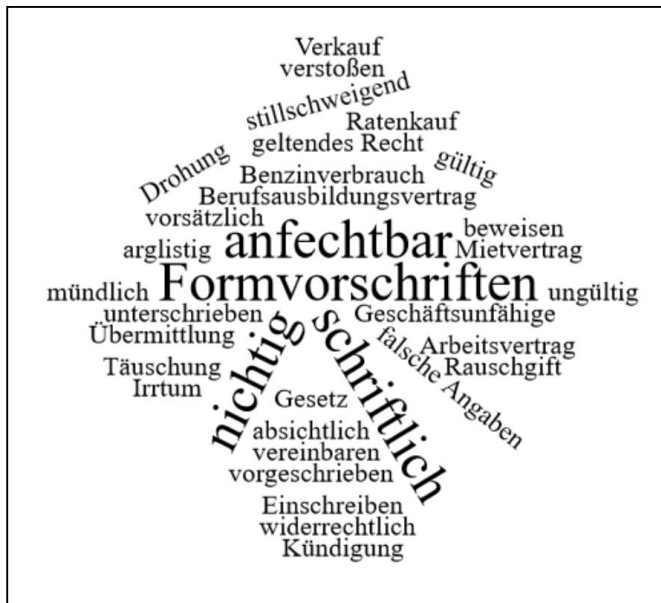 Verkauf
verstoßen
stillschweigend
Ratenkauf
geltendes Recht
Drohung
gültig
Benzinverbrauch
Berufsausbildungsvertrag
vorsätzlich
beweisen
arglistig
anfechtbar
Mietvertrag
mündlich
Formvorschriften
ungültig
unterschrieben
Geschäftsunfähige
Übermittlung
nichtig
schriftlich
falsche Angaben
Arbeitsvertrag
Täuschung
Rauschgift
Irrtum
Gesetz
absichtlich
vereinbaren
vorgeschrieben
Einschreiben
widerrechtlich
Kündigung